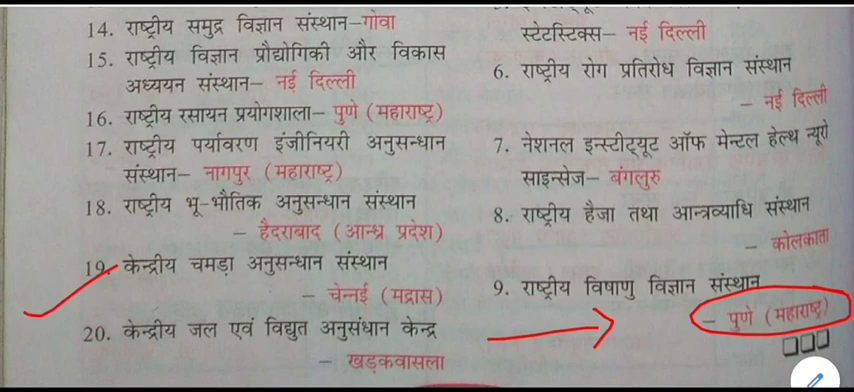 14. राष्ट्रीय समुद्र विज्ञान संस्थान–गोवा
15. राष्ट्रीय विज्ञान प्रौद्योगिकी और विकास
अध्ययन संस्थान– नई दिल्ली
16. राष्ट्रीय रसायन प्रयोगशाला– पुणे (महाराष्ट्र)
17. राष्ट्रीय पर्यावरण इंजीनियरी अनुसन्धान
संस्थान– नागपुर (महाराष्ट्र)
18. राष्ट्रीय भू-भौतिक अनुसन्धान संस्थान
– हैदराबाद (आन्ध्र प्रदेश)
19. केन्द्रीय चमड़ा अनुसन्धान संस्थान
– चेन्नई (मद्रास)
20. केन्द्रीय जल एवं विद्युत अनुसंधान केन्द्र
– खड़कवासला
स्टेटस्टिक्स– नई दिल्ली
6. राष्ट्रीय रोग प्रतिरोध विज्ञान संस्थान
– नई दिल्ली
7. नेशनल इन्स्टीट्यूट ऑफ मेन्टल हेल्थ न्यूरो
साइन्सेज– बंगलुरु
8. राष्ट्रीय हैजा तथा आन्त्रव्याधि संस्थान
– कोलकाता
9. राष्ट्रीय विषाणु विज्ञान संस्थान
– पुणे (महाराष्ट्र)